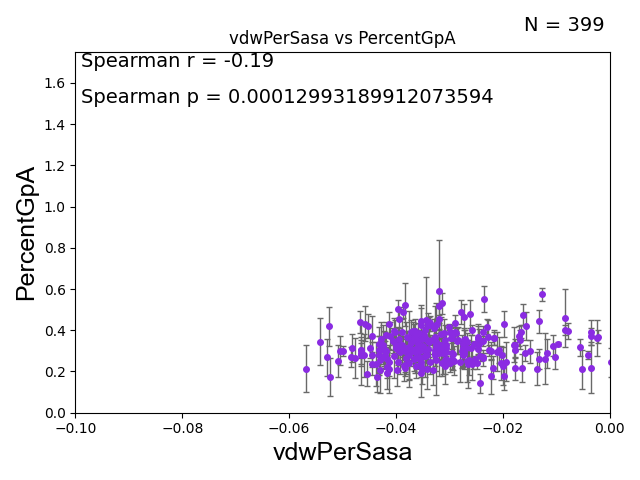 N = 399
vdwPerSasa vs PercentGpA
Spearman r = -0.19
Spearman p = 0.00012993189912073594
PercentGpA
1.6
1.4
1.2
1.0
0.8
0.6
0.4
0.2
0.0
−0.10
−0.08
−0.06
−0.04
−0.02
0.00
vdwPerSasa